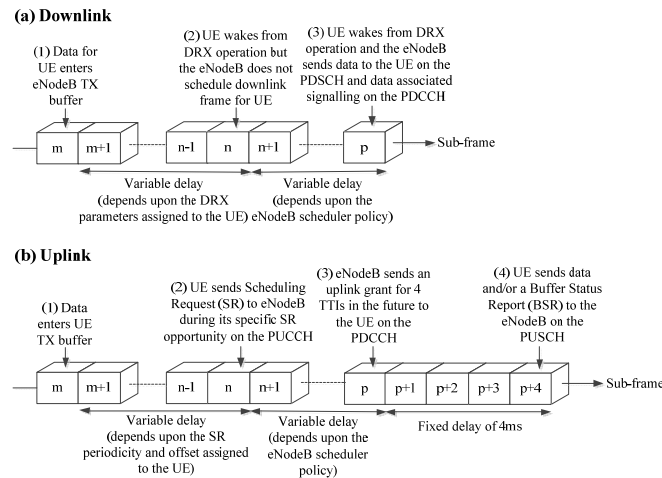 (a) Downlink
(1) Data for
UE enters
eNodeB TX
buffer
(2) UE wakes from
DRX operation but
the eNodeB does not
schedule downlink
frame for UE
(3) UE wakes from DRX
operation and the eNodeB
sends data to the UE on the
PDSCH and data associated
signalling on the PDCCH
m
m+1
n-1
n
n+1
p
Sub-frame
Variable delay
(depends upon the DRX
parameters assigned to the UE)
Variable delay
(depends upon the
eNodeB scheduler policy)
(b) Uplink
(1) Data
enters UE
TX buffer
(2) UE sends Scheduling
Request (SR) to eNodeB
during its specific SR
opportunity on the PUCCH
(3) eNodeB sends an
uplink grant for 4
TTIs in the future to
the UE on the
PDCCH
(4) UE sends data
and/or a Buffer Status
Report (BSR) to the
eNodeB on the
PUSCH
m
m+1
n-1
n
n+1
p
p+1
p+2
p+3
p+4
Sub-frame
Variable delay
(depends upon the SR
periodicity and offset assigned
to the UE)
Variable delay
(depends upon the
eNodeB scheduler
policy)
Fixed delay of 4ms